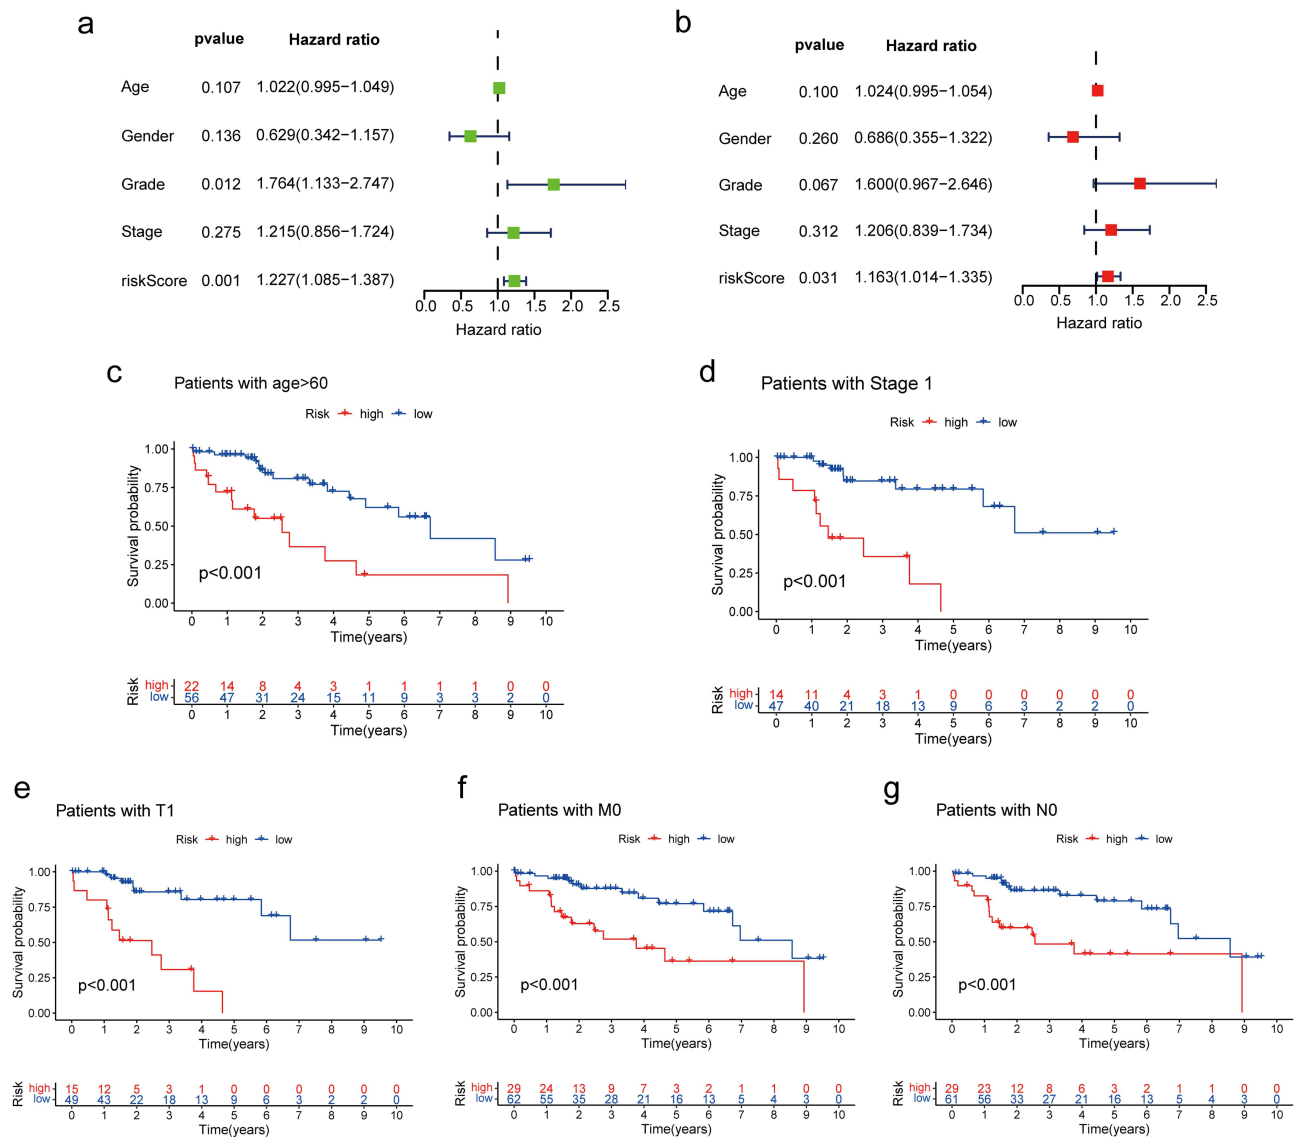 a
pvalue Hazard ratio
Age 0.107 1.022(0.995−1.049)
Gender 0.136 0.629(0.342−1.157)
Grade 0.012 1.764(1.133−2.747)
Stage 0.275 1.215(0.856−1.724)
riskScore 0.001 1.227(1.085−1.387)
0.0 0.5 1.0 1.5 2.0 2.5
Hazard ratio
b
pvalue Hazard ratio
Age 0.100 1.024(0.995−1.054)
Gender 0.260 0.686(0.355−1.322)
Grade 0.067 1.600(0.967−2.646)
Stage 0.312 1.206(0.839−1.734)
riskScore 0.031 1.163(1.014−1.335)
0.0 0.5 1.0 1.5 2.0 2.5
Hazard ratio
c
Patients with age>60
Risk high low
Survival probability
1.00
0.75
0.50
0.25
0.00
p<0.001
0 1 2 3 4 5 6 7 8 9 10
Time(years)
Risk
high 22 14 8 4 3 1 1 1 1 0 0
low 56 47 31 24 15 11 9 3 3 2 0
0 1 2 3 4 5 6 7 8 9 10
Time(years)
d
Patients with Stage 1
Risk high low
Survival probability
1.00
0.75
0.50
0.25
0.00
p<0.001
0 1 2 3 4 5 6 7 8 9 10
Time(years)
Risk
high 14 11 4 3 1 0 0 0 0 0 0
low 47 40 21 18 13 9 6 3 2 2 0
0 1 2 3 4 5 6 7 8 9 10
Time(years)
e
Patients with T1
Risk high low
Survival probability
1.00
0.75
0.50
0.25
0.00
p<0.001
0 1 2 3 4 5 6 7 8 9 10
Time(years)
Risk
high 15 12 5 3 1 0 0 0 0 0 0
low 49 43 22 18 13 9 6 3 2 2 0
0 1 2 3 4 5 6 7 8 9 10
Time(years)
f
Patients with M0
Risk high low
Survival probability
1.00
0.75
0.50
0.25
0.00
p<0.001
0 1 2 3 4 5 6 7 8 9 10
Time(years)
Risk
high 29 24 13 9 7 3 2 1 1 0 0
low 62 55 35 28 21 16 13 5 4 3 0
0 1 2 3 4 5 6 7 8 9 10
Time(years)
g
Patients with N0
Risk high low
Survival probability
1.00
0.75
0.50
0.25
0.00
p<0.001
0 1 2 3 4 5 6 7 8 9 10
Time(years)
Risk
high 29 23 12 8 6 3 2 1 1 0 0
low 61 56 33 27 21 16 13 5 4 3 0
0 1 2 3 4 5 6 7 8 9 10
Time(years)